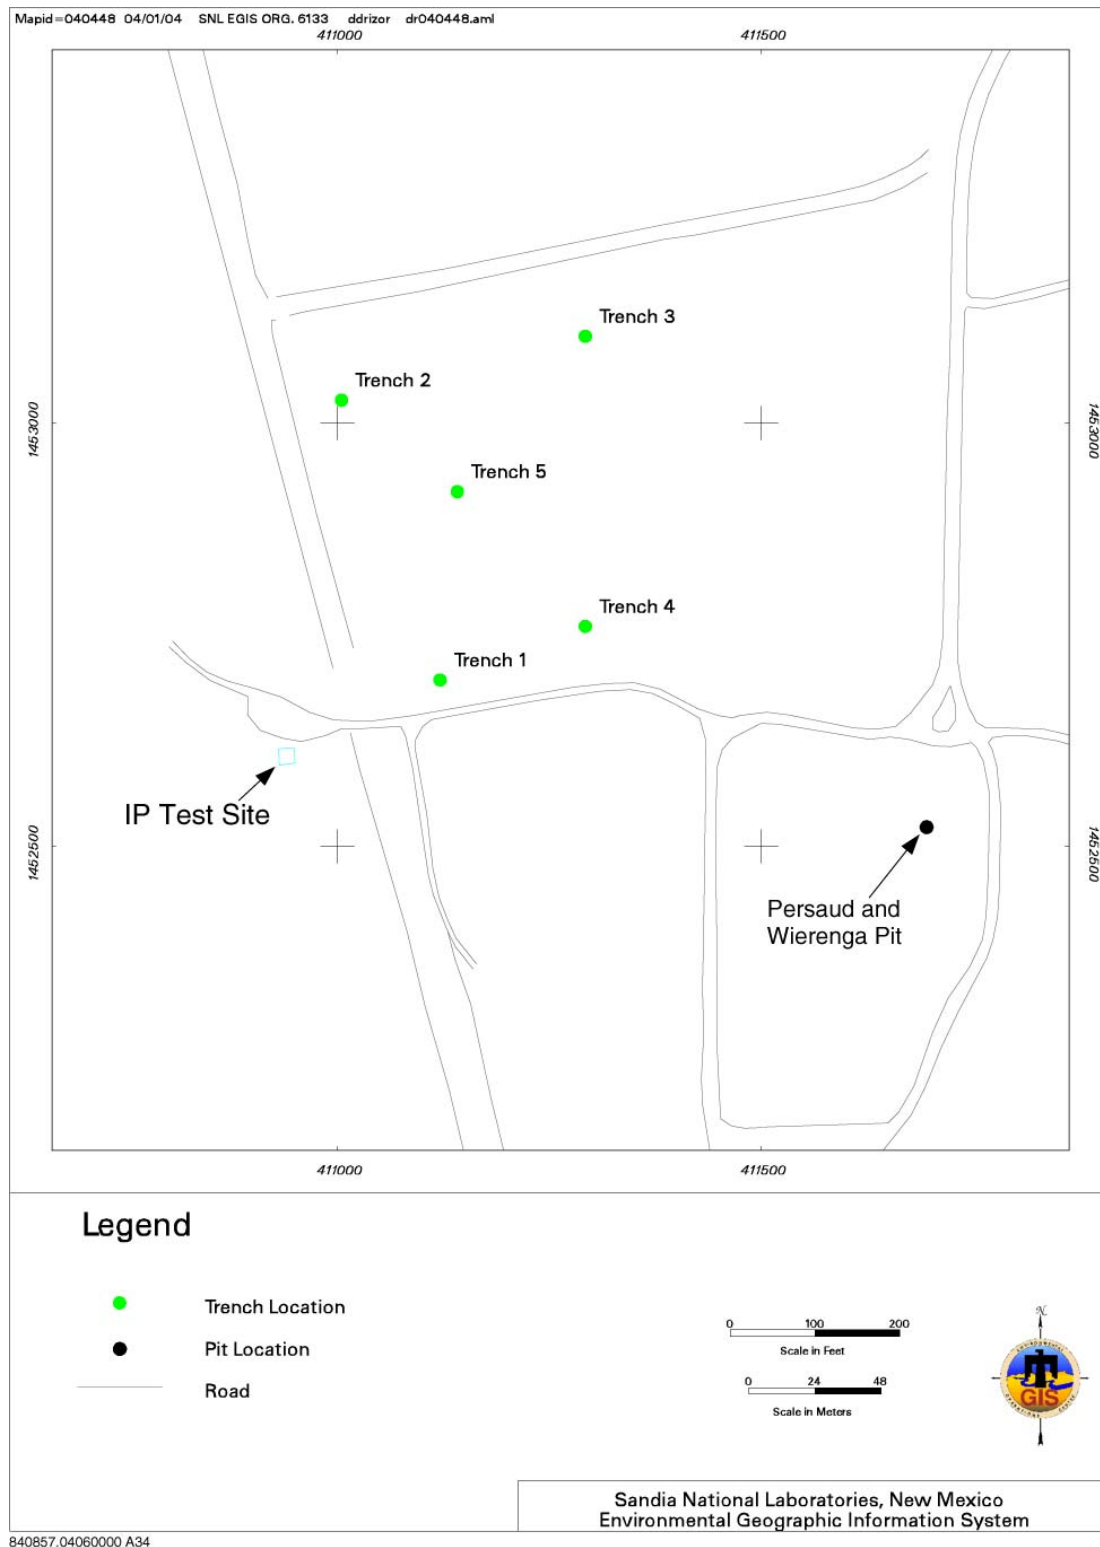 Mapid=040448 04/01/04 SNL EGIS ORG. 6133 ddrizor dr040448.aml
411000 411500
Trench 3
Trench 2
1453000 1453000
Trench 5
Trench 4
Trench 1
IP Test Site
1452500 1452500
Persaud and
Wierenga Pit
411000 411500
Legend
Trench Location
Pit Location
Road
0 100 200
Scale in Feet
0 24 48
Scale in Meters
N
GIS
Sandia National Laboratories, New Mexico
Environmental Geographic Information System
840857.04060000 A34